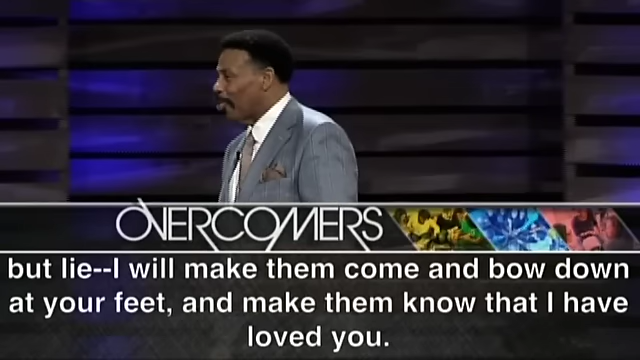 OVERCOMERS
but lie--I will make them come and bow down
at your feet, and make them know that I have
loved you.